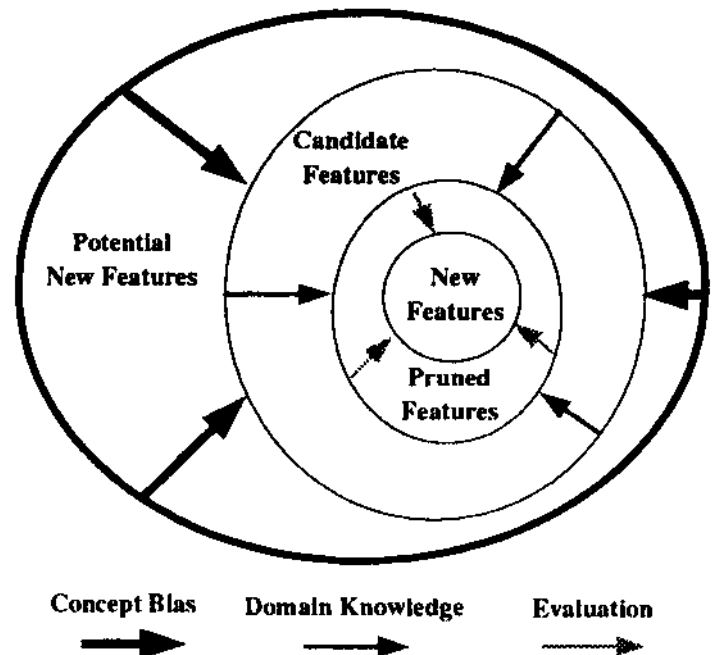 Candidate
Features
Potential
New Features
New
Features
Pruned
Features
Concept Bias
Domain Knowledge
Evaluation